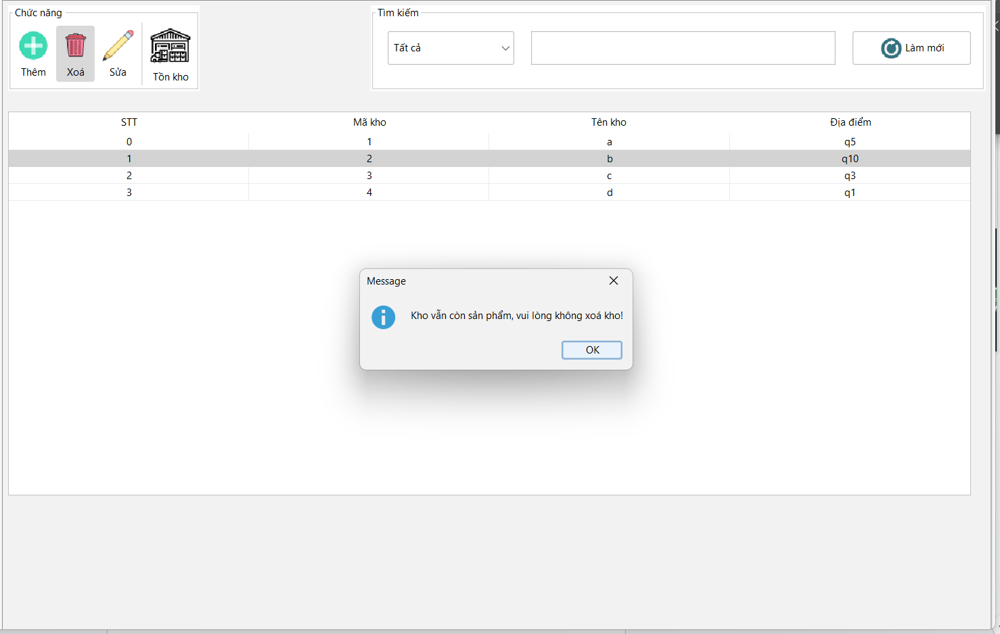 Chức năng
Thêm
Xoá
Sửa
Tồn kho
Tìm kiếm
Tất cả
Làm mới
STT Mã kho Tên kho Địa điểm
0 1 a q5
1 2 b q10
2 3 c q3
3 4 d q1
Message
Kho vẫn còn sản phẩm, vui lòng không xoá kho!
OK